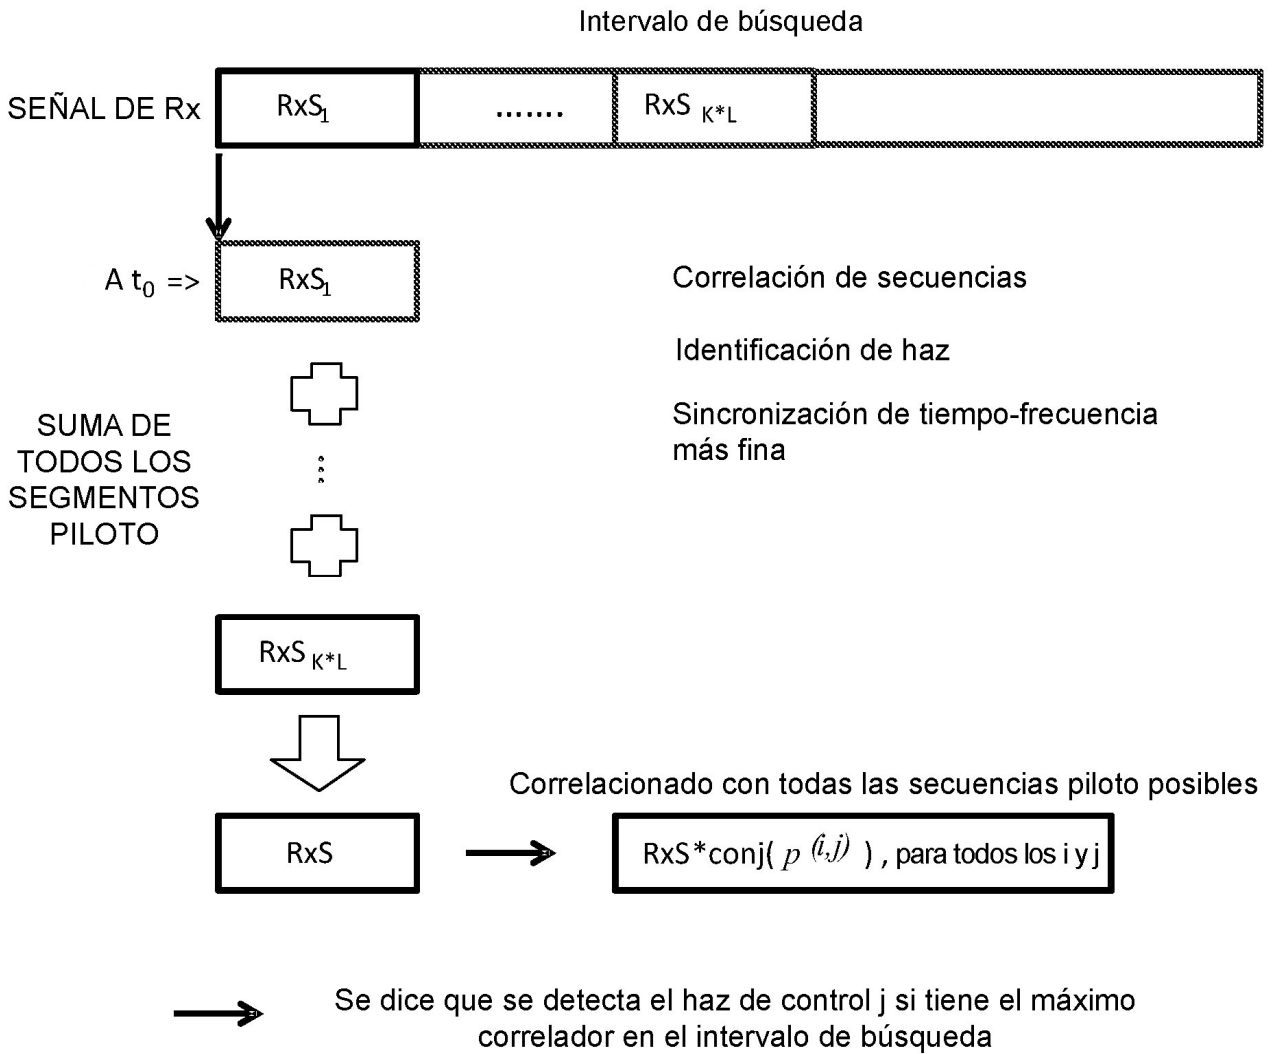 Intervalo de búsqueda
SEÑAL DE Rx
RxS1
.......
RxS K*L
A t0 =>
RxS1
Correlación de secuencias
Identificación de haz
Sincronización de tiempo-frecuencia
más fina
SUMA DE
TODOS LOS
SEGMENTOS
PILOTO
RxS K*L
Correlacionado con todas las secuencias piloto posibles
RxS
RxS*conj( p (i,j) ) , para todos los i y j
Se dice que se detecta el haz de control j si tiene el máximo
correlador en el intervalo de búsqueda